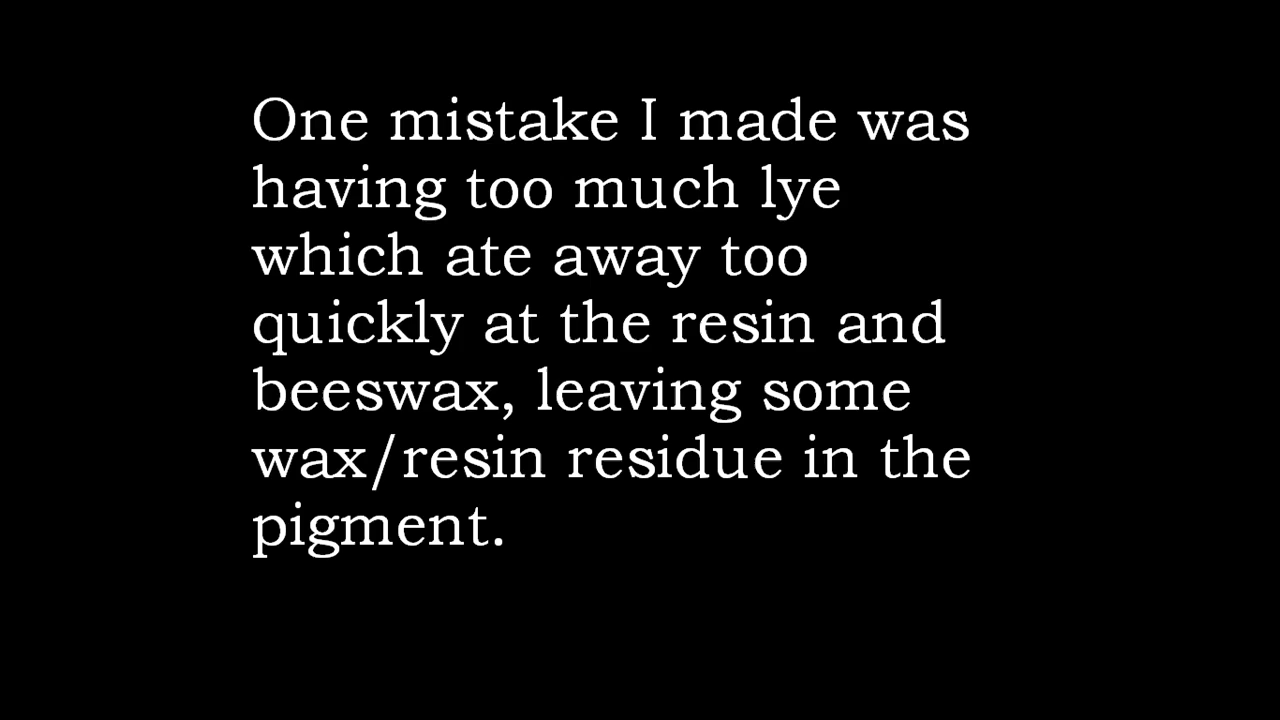 One mistake I made was
having too much lye
which ate away too
quickly at the resin and
beeswax, leaving some
wax/resin residue in the
pigment.